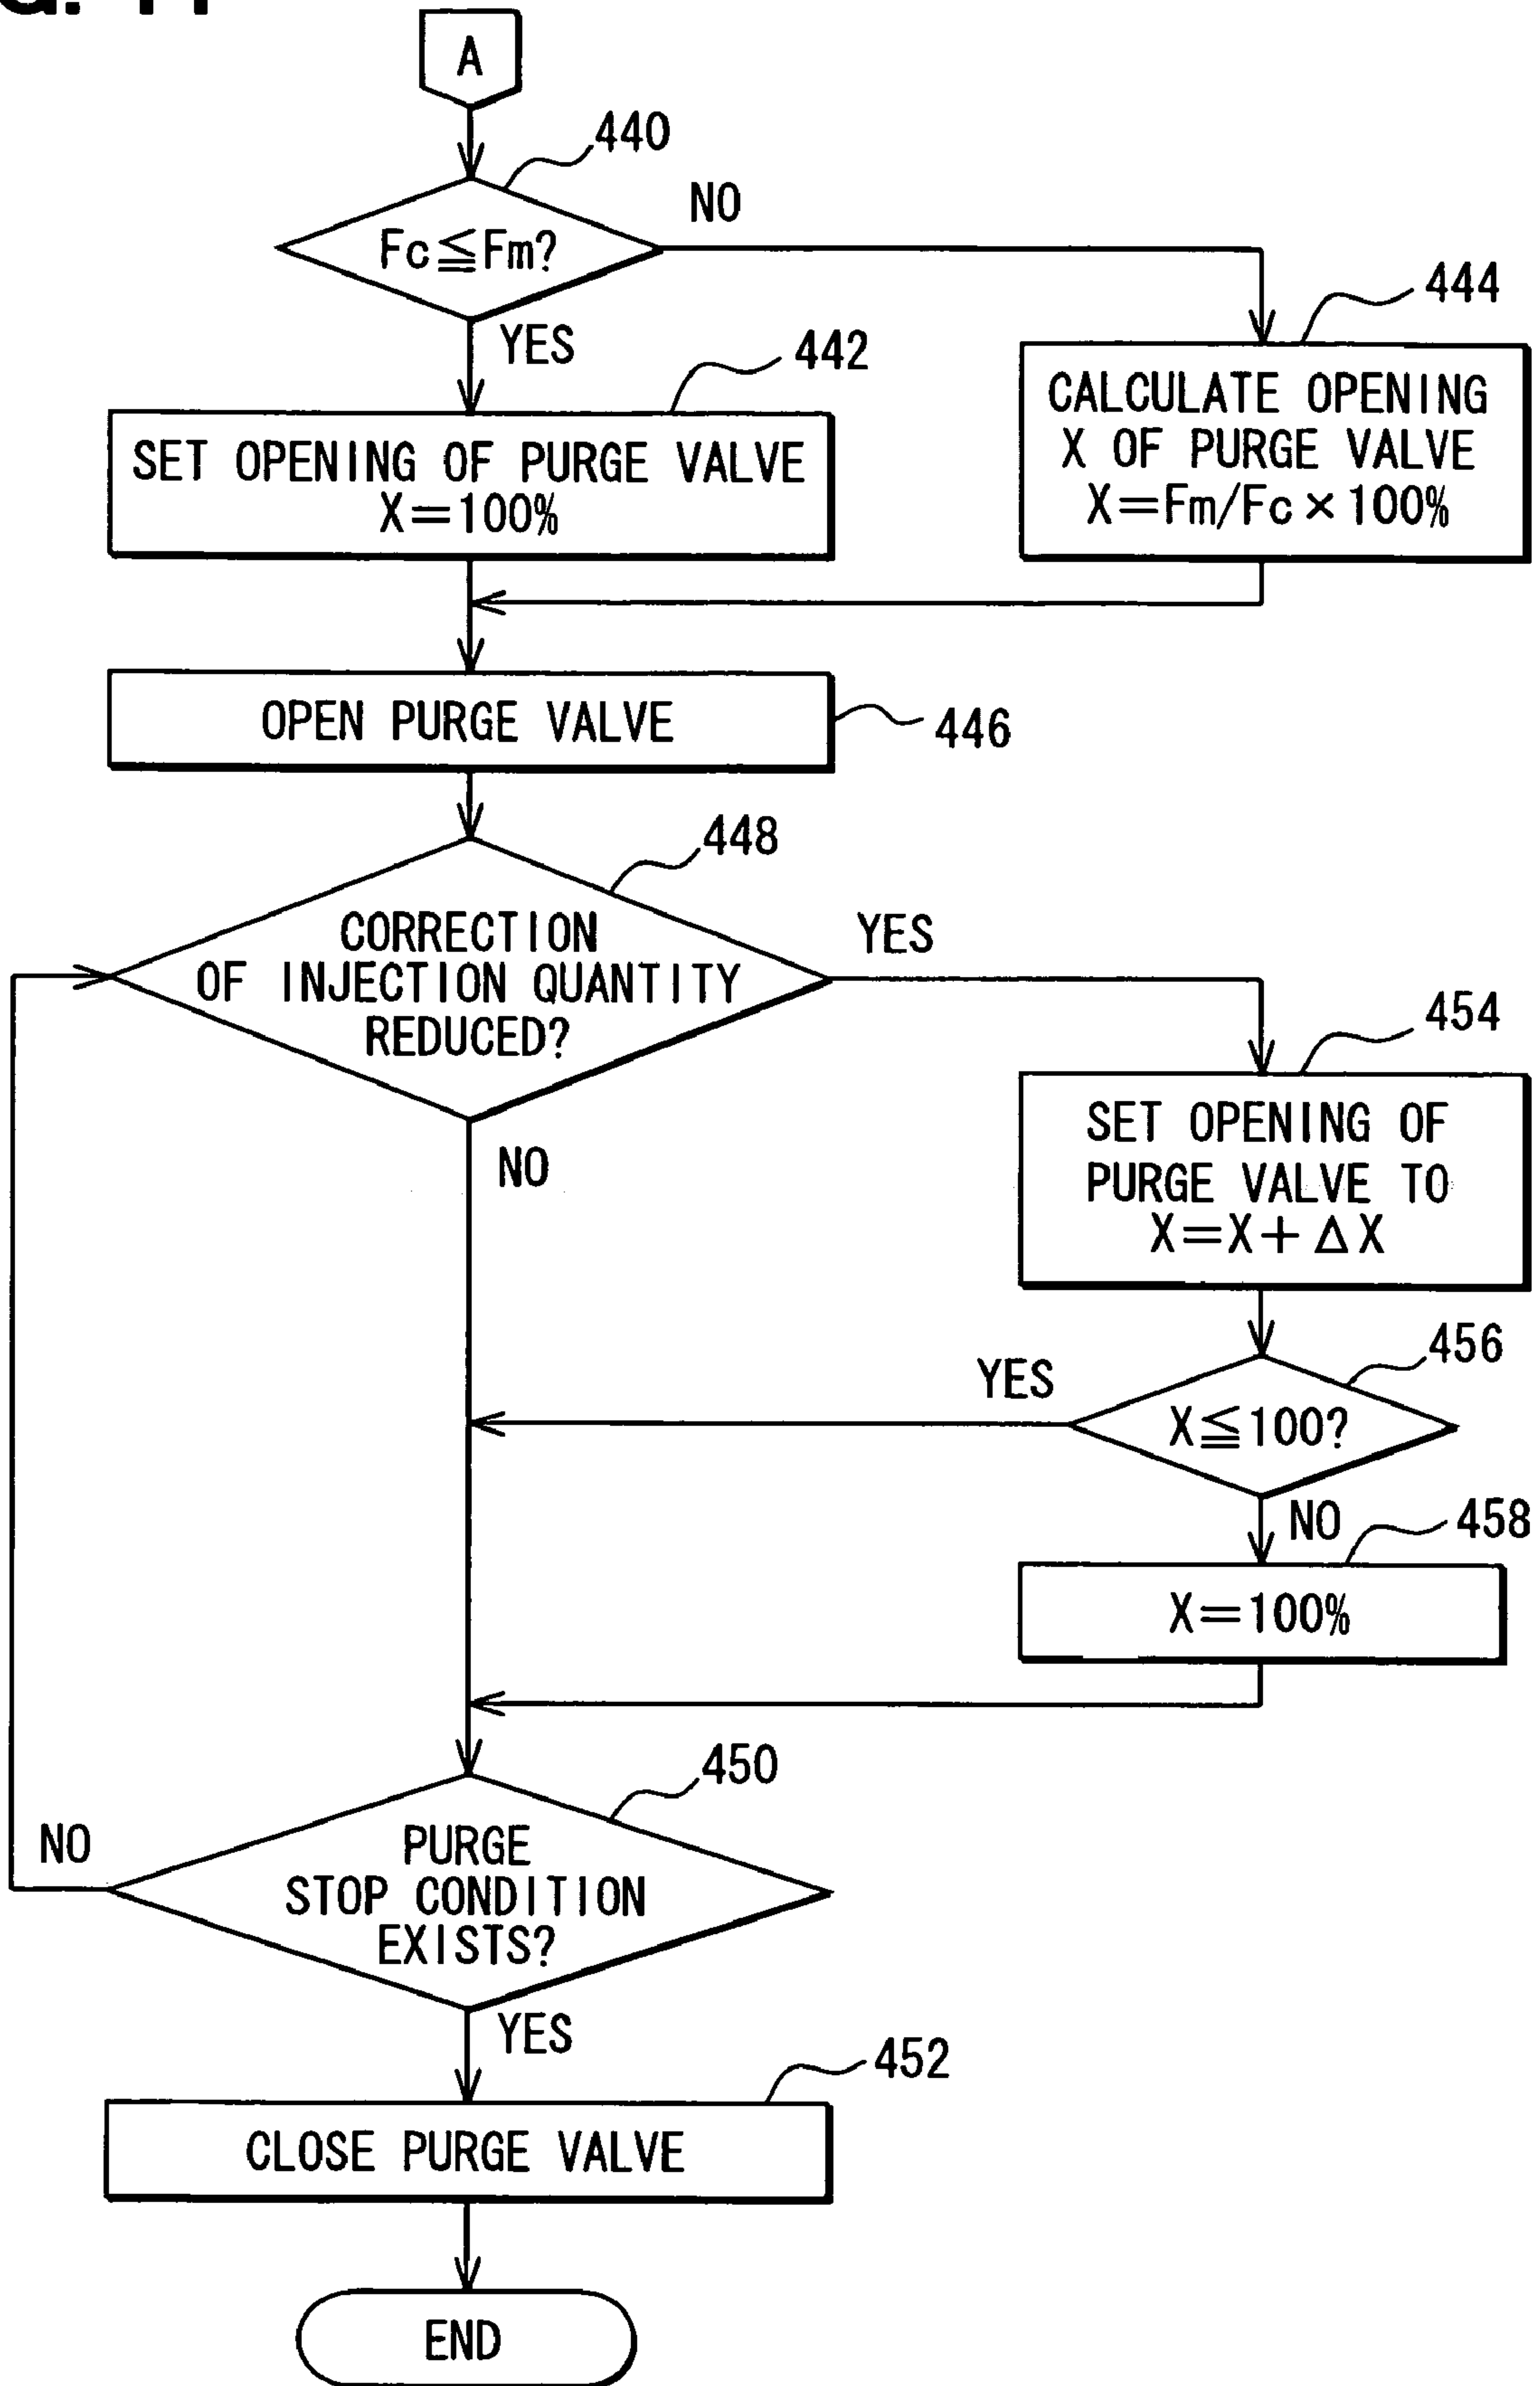 A
440
NO
Fc≦Fm?
444
YES
442
CALCULATE OPENING
X OF PURGE VALVE
X=Fm/Fc×100%
SET OPENING OF PURGE VALVE
X=100%
OPEN PURGE VALVE
446
448
CORRECTION
OF INJECTION QUANTITY
REDUCED?
YES
454
NO
SET OPENING OF
PURGE VALVE TO
X=X+ΔX
456
YES
X≦100?
NO
458
X=100%
450
NO
PURGE
STOP CONDITION
EXISTS?
YES
452
CLOSE PURGE VALVE
END